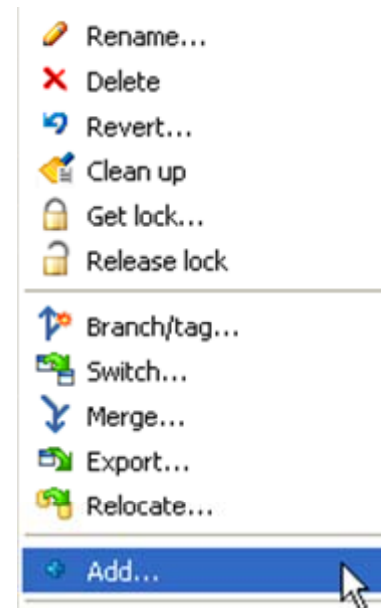 Rename...
Delete
Revert...
Clean up
Get lock...
Release lock
Branch/tag...
Switch...
Merge...
Export...
Relocate...
Add...